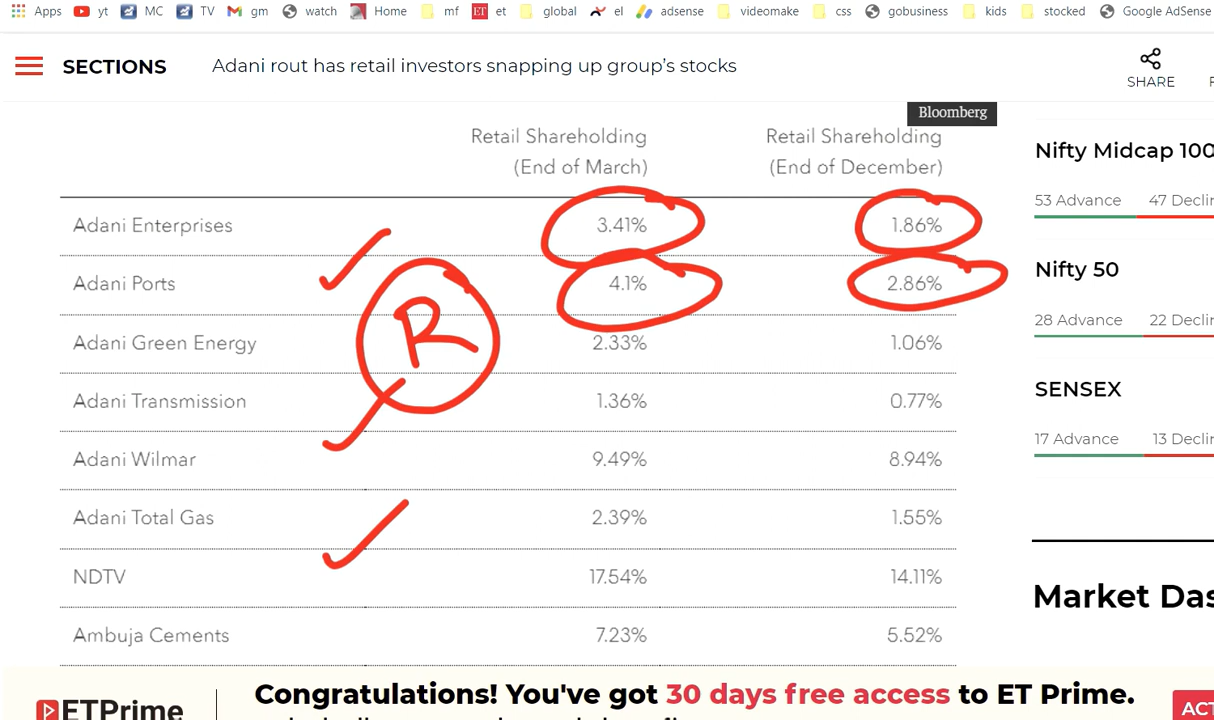 Apps yt MC TV gm watch Home mf ET et global el adsense videomake css gobusiness kids stocked Google AdSense
SECTIONS Adani rout has retail investors snapping up group's stocks
SHARE
Bloomberg
Retail Shareholding (End of March) Retail Shareholding (End of December)
Adani Enterprises 3.41% 1.86%
Adani Ports 4.1% 2.86%
R
Adani Green Energy 2.33% 1.06%
Adani Transmission 1.36% 0.77%
Adani Wilmar 9.49% 8.94%
Adani Total Gas 2.39% 1.55%
NDTV 17.54% 14.11%
Ambuja Cements 7.23% 5.52%
Nifty Midcap 100
53 Advance 47 Declin
Nifty 50
28 Advance 22 Declin
SENSEX
17 Advance 13 Declin
Market Das
ETPrime
Congratulations! You've got 30 days free access to ET Prime.
ACT